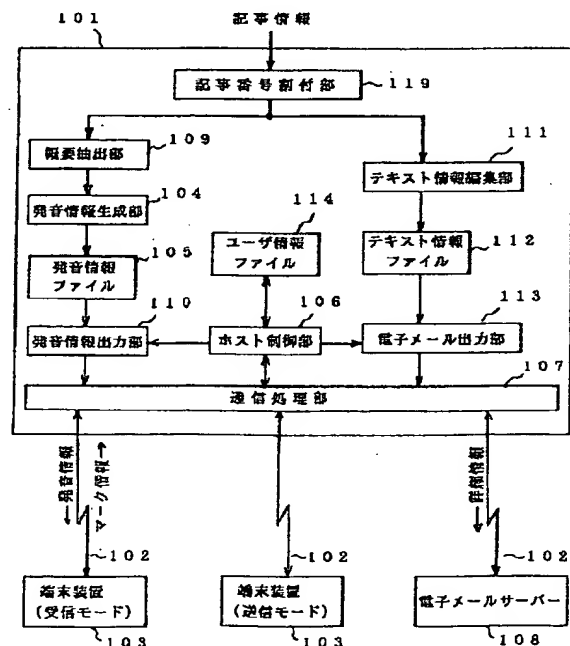 記事情報
101
記事番号割付部
119
109
概要抽出部
111
テキスト情報編集部
104
発音情報生成部
114
ユーザ情報
ファイル
112
テキスト情報
ファイル
105
発音情報
ファイル
110
発音情報出力部
106
ホスト制御部
113
電子メール出力部
107
通信処理部
←発音情報
マーク情報→
←詳細情報
102
102
102
端末装置
(受信モード)
103
端末装置
(送信モード)
103
電子メールサーバー
108